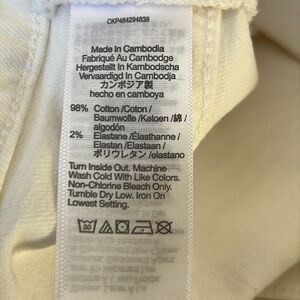 CKP484294838
Made In Cambodia
Fabriqué Au Cambodge
Hergestellt In Kambodscha
Vervaardigd In Cambodja
カンボジア製
hecho en camboya
98% Cotton /Coton /
Baumwolle /Katoen /綿 /
algodón
2% Elastane /Élasthanne /
Elastan /Elastaan /
ポリウレタン /elastano
Turn Inside Out. Machine
Wash Cold With Like Colors.
Non-Chlorine Bleach Only.
Tumble Dry Low. Iron On
Lowest Setting.
30